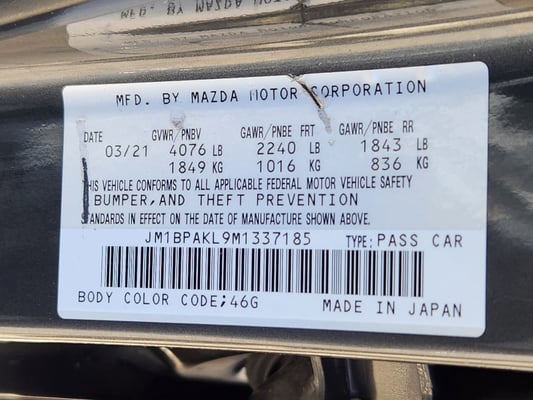 MFD. BY MAZDA MOTOR CORPORATION
DATE GVWR/PNBV GAWR/PNBE FRT GAWR/PNBE RR
03/21 4076 LB 2240 LB 1843 LB
1849 KG 1016 KG 836 KG
THIS VEHICLE CONFORMS TO ALL APPLICABLE FEDERAL MOTOR VEHICLE SAFETY
BUMPER,AND THEFT PREVENTION
STANDARDS IN EFFECT ON THE DATE OF MANUFACTURE SHOWN ABOVE.
JM1BPAKL9M1337185 TYPE:PASS CAR
BODY COLOR CODE;46G MADE IN JAPAN